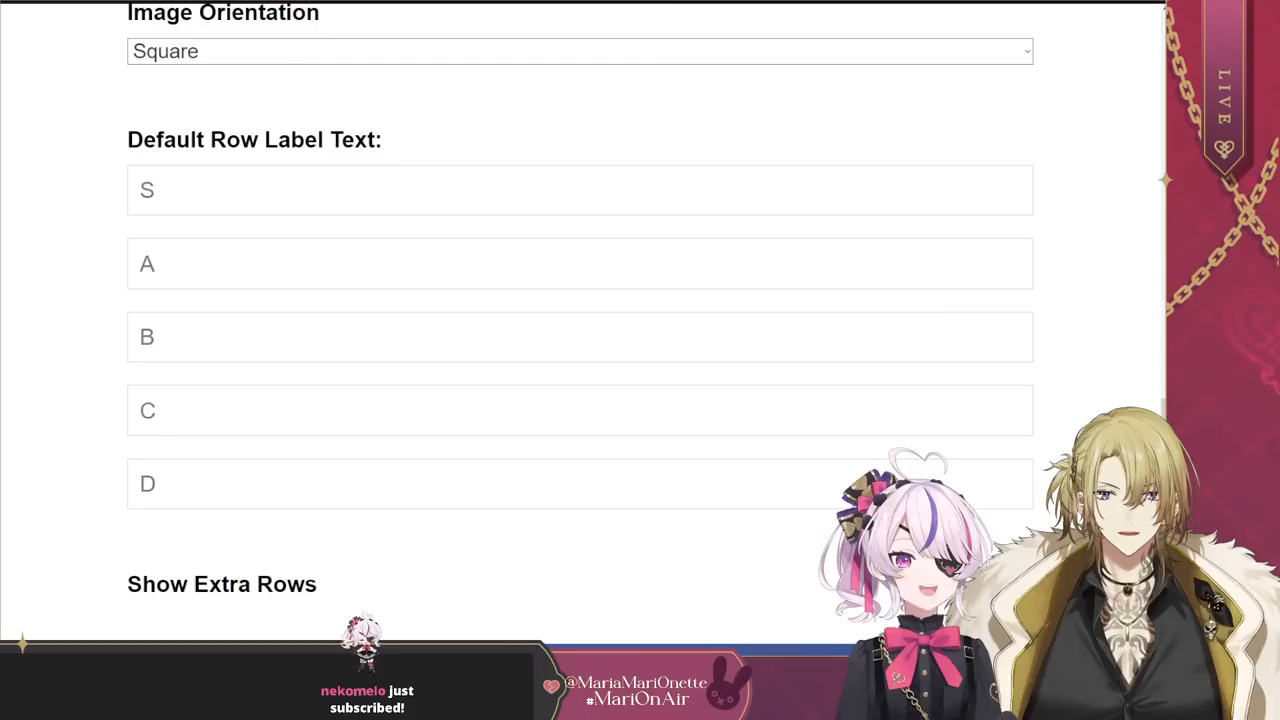 Image Orientation
Square
LIVE
Default Row Label Text:
S
A
B
C
D
Show Extra Rows
nekomelo just
subscribed!
@MariaMariOnette
#MariOnAir